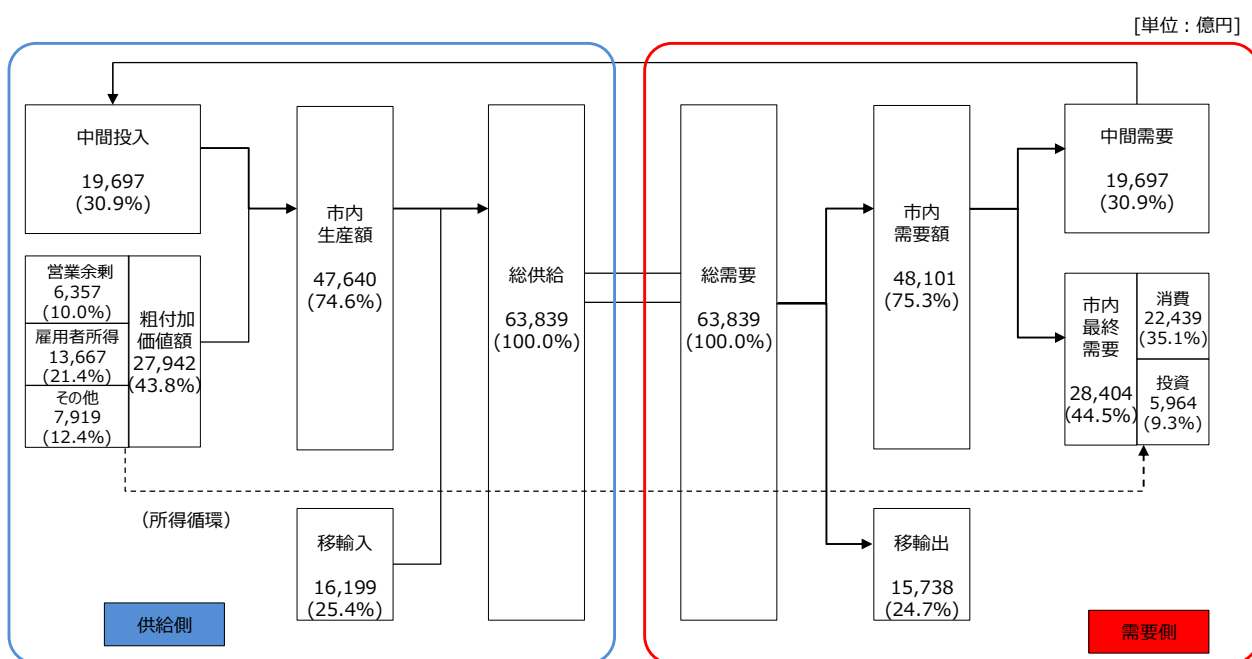 [単位：億円]
中間投入
19,697
(30.9%)
営業余剰
6,357
(10.0%)
雇用者所得
13,667
(21.4%)
その他
7,919
(12.4%)
粗付加
価値額
27,942
(43.8%)
市内
生産額
47,640
(74.6%)
移輸入
16,199
(25.4%)
総供給
63,839
(100.0%)
（所得循環）
供給側
総需要
63,839
(100.0%)
市内
需要額
48,101
(75.3%)
移輸出
15,738
(24.7%)
中間需要
19,697
(30.9%)
市内
最終
需要
28,404
(44.5%)
消費
22,439
(35.1%)
投資
5,964
(9.3%)
需要側